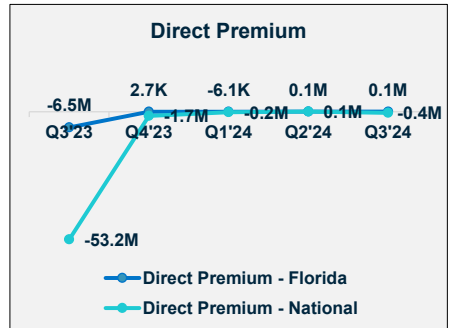 Direct Premium
-6.5M 2.7K -6.1K 0.1M 0.1M
-1.7M -0.2M 0.1M -0.4M
Q3'23 Q4'23 Q1'24 Q2'24 Q3'24
-53.2M
Direct Premium - Florida
Direct Premium - National